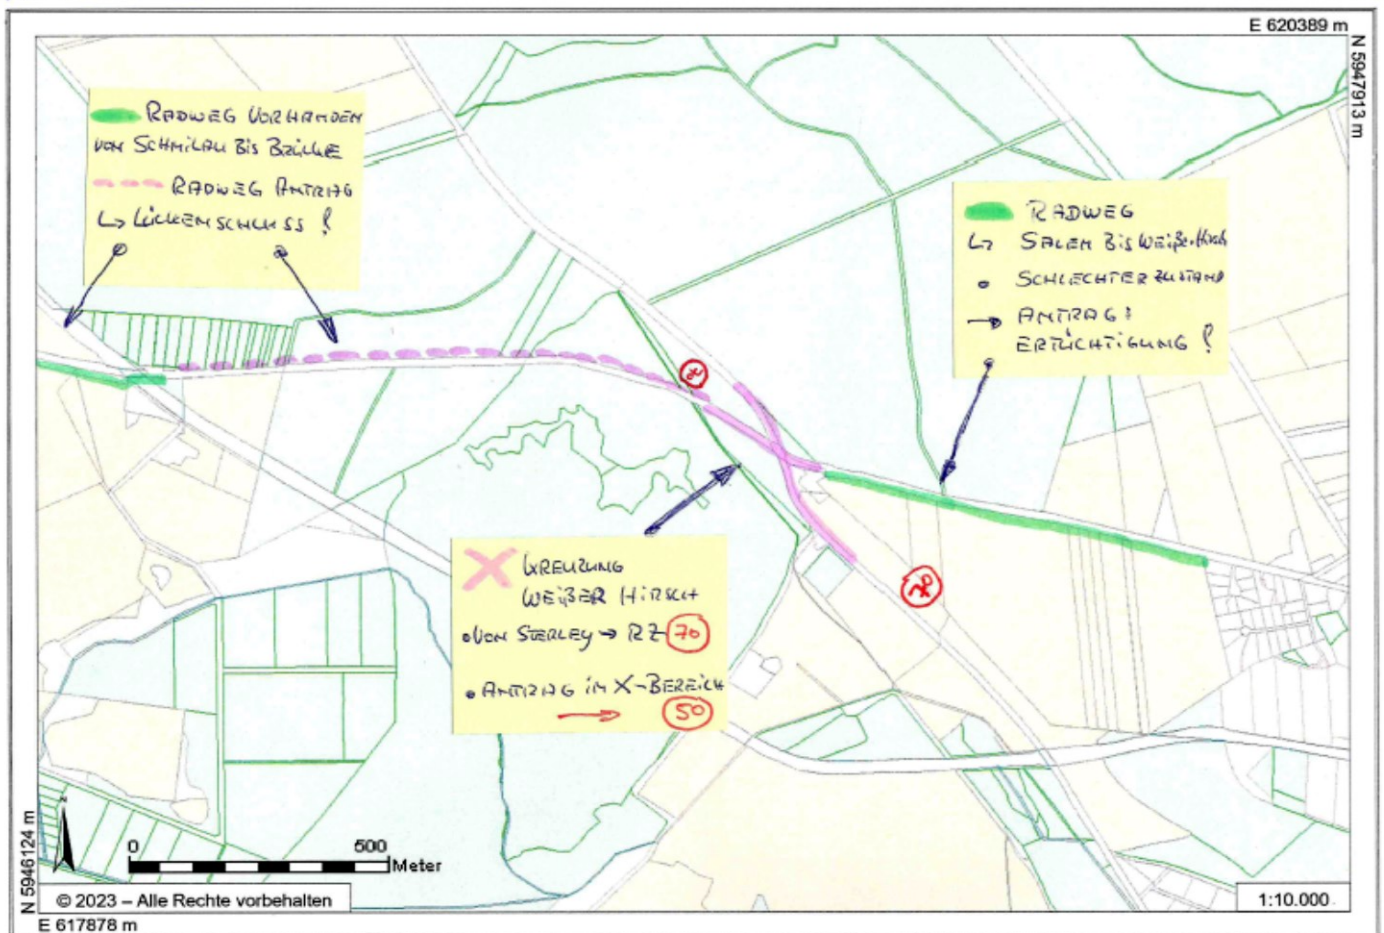 E 620389 m
N 5947913 m
RADWEG VORHANDEN
VON SCHMILAU BIS BRÜCKE
RADWEG ANTRAG
↳ LÜCKENSCHLUSS !
RADWEG
↳ SALEM BIS WEIßER HIRSCH
SCHLECHTER ZUSTAND
→ ANTRAG:
ERTÜCHTIGUNG !
KREUZUNG
WEIßER HIRSCH
• VON STERLEY → RZ 70
• ANTRAG IM X-BEREICH
→ 50
70
N
0 500 Meter
© 2023 – Alle Rechte vorbehalten
1:10.000
N 5946124 m
E 617878 m